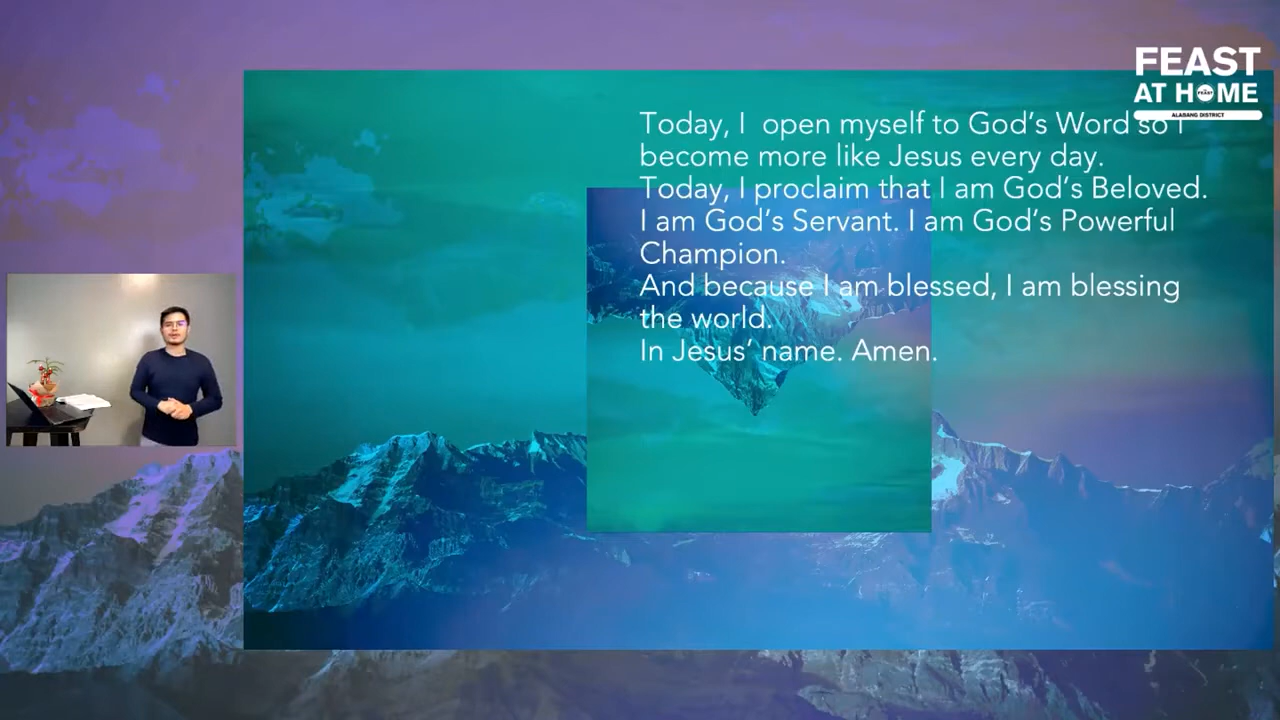 FEAST
AT HOME
ALABANG DISTRICT
Today, I  open myself to God's Word so I
become more like Jesus every day.
Today, I proclaim that I am God's Beloved.
I am God's Servant. I am God's Powerful
Champion.
And because I am blessed, I am blessing
the world.
In Jesus' name. Amen.